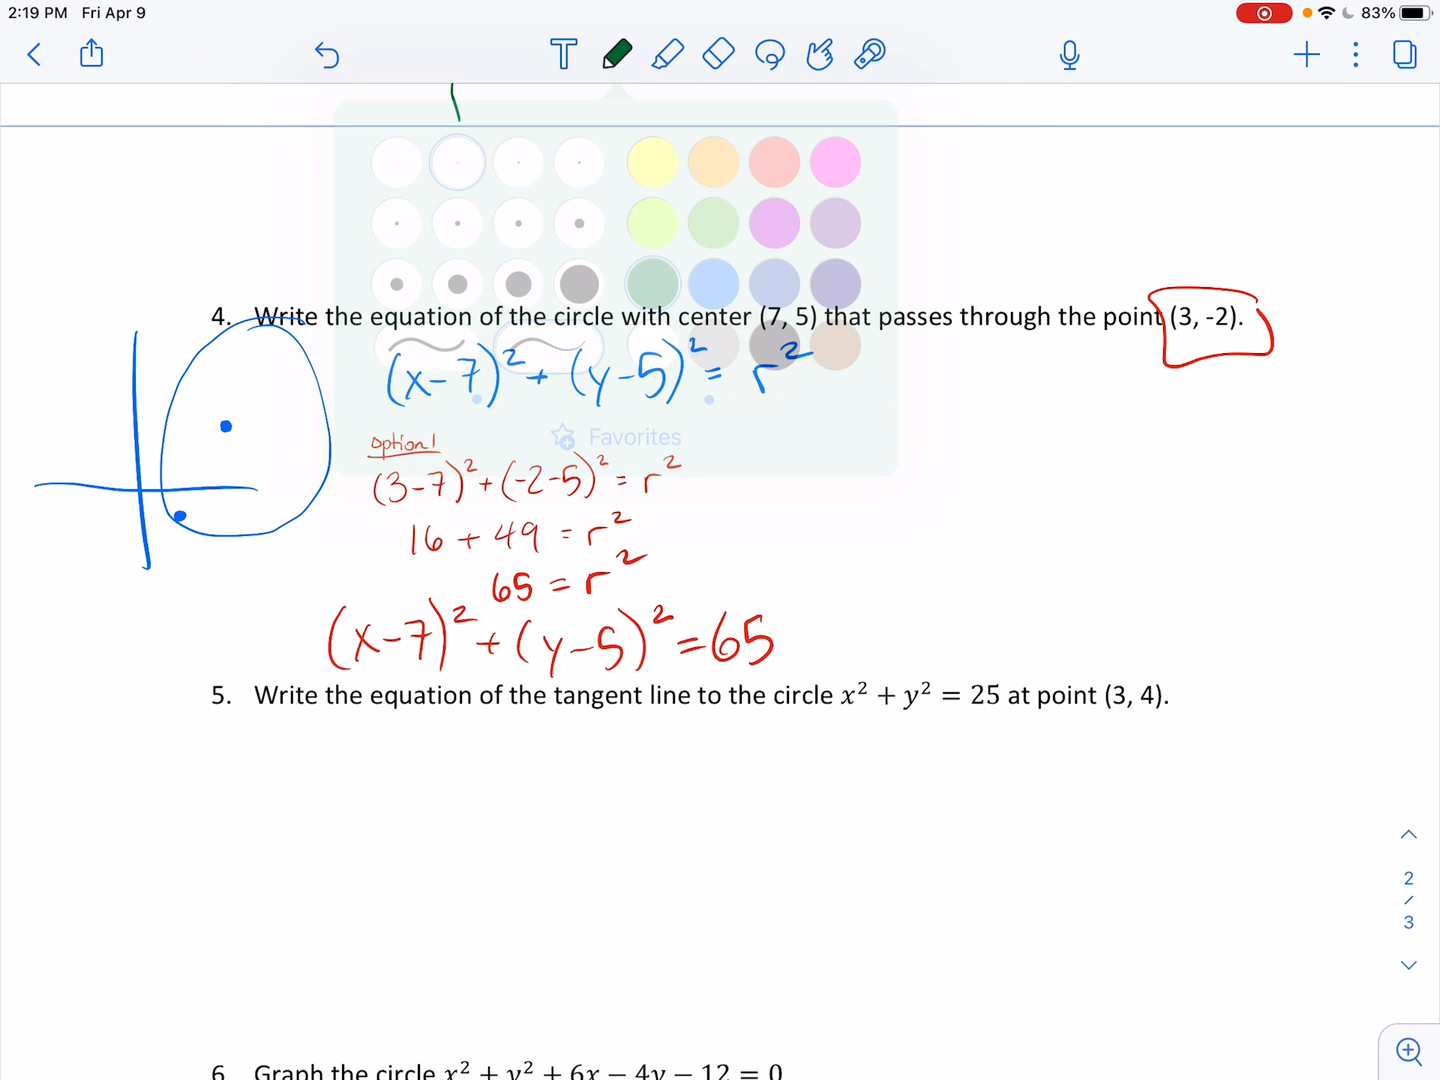 2:19 PM Fri Apr 9 83%
4. Write the equation of the circle with center (7, 5) that passes through the point (3, -2).
(x-7)² + (y-5)² = r²
Favorites
option 1
(3-7)² + (-2-5)² = r²
16 + 49 = r²
65 = r²
(x-7)² + (y-5)² = 65
5. Write the equation of the tangent line to the circle x² + y² = 25 at point (3, 4).
2
/
3
6. Graph the circle x² + y² + 6x − 4y − 12 = 0